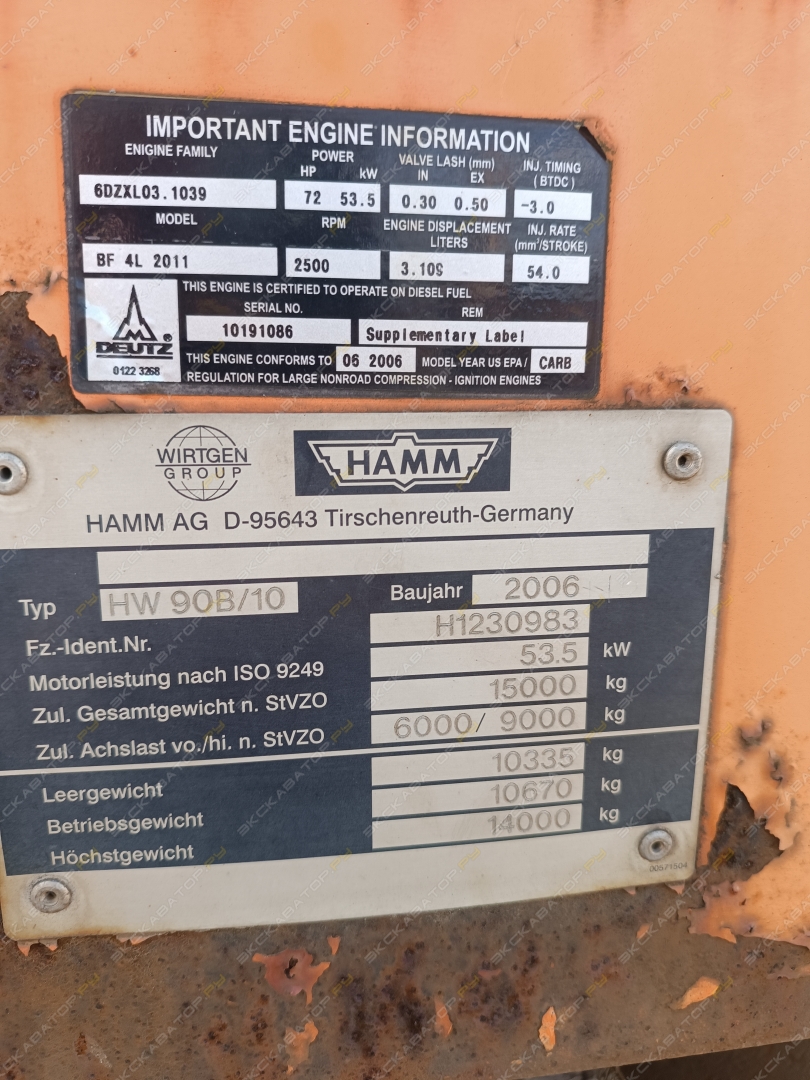 IMPORTANT ENGINE INFORMATION
ENIGINE FAMILY
POWER
HP kW
VALVE LASH (mm)
IN EX
INJ. TIMING
(BTDC)
6DZXL03.1039
72 53.5
0.30 0.50
-3.0
MODEL
RPM
ENGINE DISPLACEMENT
LITERS
INJ. RATE
(mm³/STROKE)
BF 4L 2011
2500
3.109
54.0
THIS ENGINE IS CERTIFIED TO OPERATE ON DIESEL FUEL
SERIAL NO.
REM
10191086
Supplementary Label
DEUTZ®
0122 3268
THIS ENGINE CONFORMS TO 06 2006 MODEL YEAR US EPA / CARB
REGULATION FOR LARGE NONROAD COMPRESSION - IGNITION ENGINES
WIRTGEN
GROUP
HAMM
HAMM AG D-95643 Tirschenreuth-Germany
Typ HW 90B/10 Baujahr 2006
Fz.-Ident.Nr. H1230983
Motorleistung nach ISO 9249 53.5 kW
Zul. Gesamtgewicht n. StVZO 15000 kg
Zul. Achslast vo./hi. n. StVZO 6000/ 9000 kg
Leergewicht 10335 kg
Betriebsgewicht 10670 kg
Höchstgewicht 14000 kg
00571504
ЭКСКАВАТОР.РУ